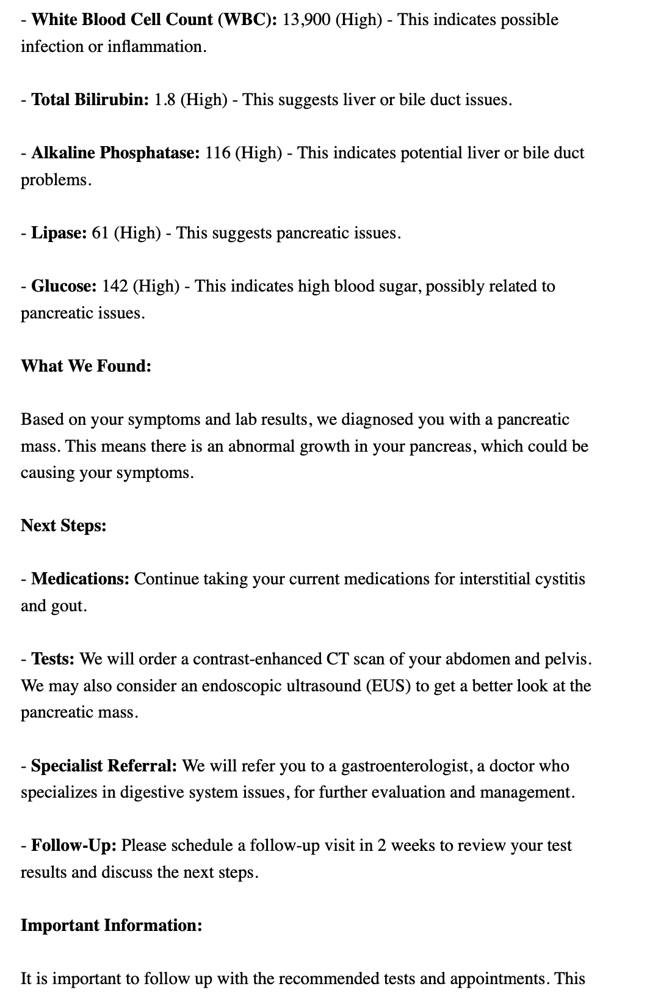 - White Blood Cell Count (WBC): 13,900 (High) - This indicates possible
infection or inflammation.
- Total Bilirubin: 1.8 (High) - This suggests liver or bile duct issues.
- Alkaline Phosphatase: 116 (High) - This indicates potential liver or bile duct
problems.
- Lipase: 61 (High) - This suggests pancreatic issues.
- Glucose: 142 (High) - This indicates high blood sugar, possibly related to
pancreatic issues.
What We Found:
Based on your symptoms and lab results, we diagnosed you with a pancreatic
mass. This means there is an abnormal growth in your pancreas, which could be
causing your symptoms.
Next Steps:
- Medications: Continue taking your current medications for interstitial cystitis
and gout.
- Tests: We will order a contrast-enhanced CT scan of your abdomen and pelvis.
We may also consider an endoscopic ultrasound (EUS) to get a better look at the
pancreatic mass.
- Specialist Referral: We will refer you to a gastroenterologist, a doctor who
specializes in digestive system issues, for further evaluation and management.
- Follow-Up: Please schedule a follow-up visit in 2 weeks to review your test
results and discuss the next steps.
Important Information:
It is important to follow up with the recommended tests and appointments. This